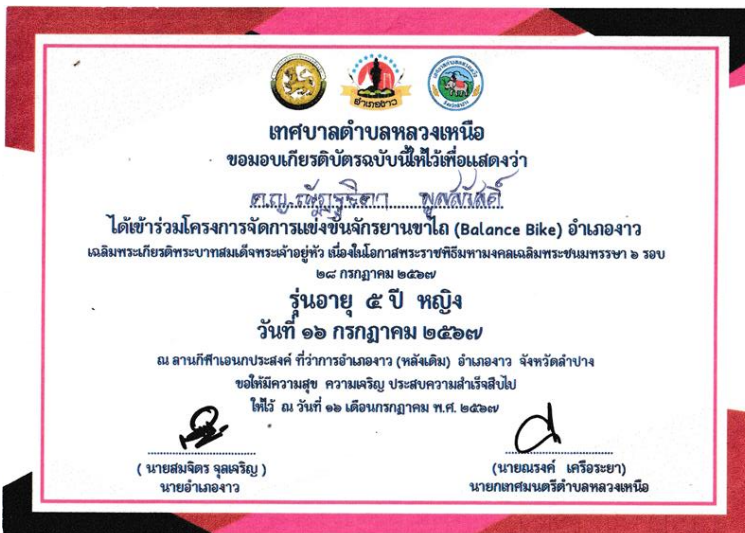 อำเภองาว
เทศบาลตำบลหลวงเหนือ
ขอมอบเกียรติบัตรฉบับนี้ให้ไว้เพื่อแสดงว่า
ด.ญ.ณัฏฐธิดา พูลสวัสดิ์
ได้เข้าร่วมโครงการจัดการแข่งขันจักรยานขาไถ (Balance Bike) อำเภองาว
เฉลิมพระเกียรติพระบาทสมเด็จพระเจ้าอยู่หัว เนื่องในโอกาสพระราชพิธีมหามงคลเฉลิมพระชนมพรรษา ๖ รอบ
๒๘ กรกฎาคม ๒๕๖๗
รุ่นอายุ ๕ ปี หญิง
วันที่ ๑๖ กรกฎาคม ๒๕๖๗
ณ ลานกีฬาเอนกประสงค์ ที่ว่าการอำเภองาว (หลังเดิม) อำเภองาว จังหวัดลำปาง
ขอให้มีความสุข ความเจริญ ประสบความสำเร็จสืบไป
ให้ไว้ ณ วันที่ ๑๖ เดือนกรกฎาคม พ.ศ. ๒๕๖๗
( นายสมจิตร จุลเจริญ )
นายอำเภองาว
(นายณรงค์ เครือระยา)
นายกเทศมนตรีตำบลหลวงเหนือ